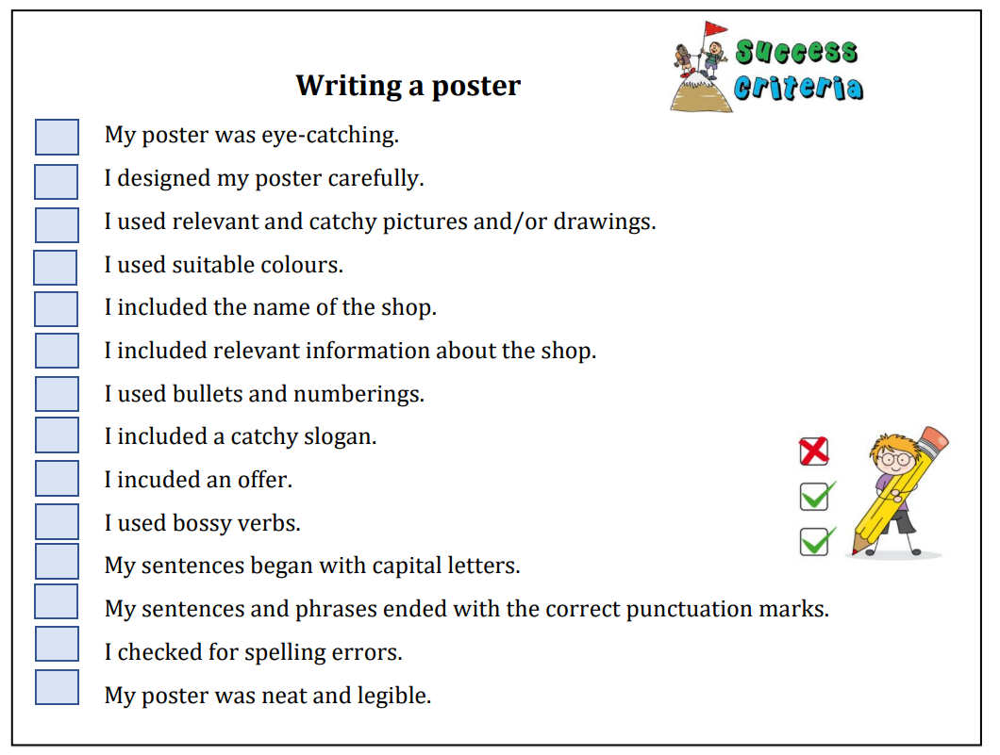 Success
Criteria
Writing a poster
My poster was eye-catching.
I designed my poster carefully.
I used relevant and catchy pictures and/or drawings.
I used suitable colours.
I included the name of the shop.
I included relevant information about the shop.
I used bullets and numberings.
I included a catchy slogan.
I incuded an offer.
I used bossy verbs.
My sentences began with capital letters.
My sentences and phrases ended with the correct punctuation marks.
I checked for spelling errors.
My poster was neat and legible.